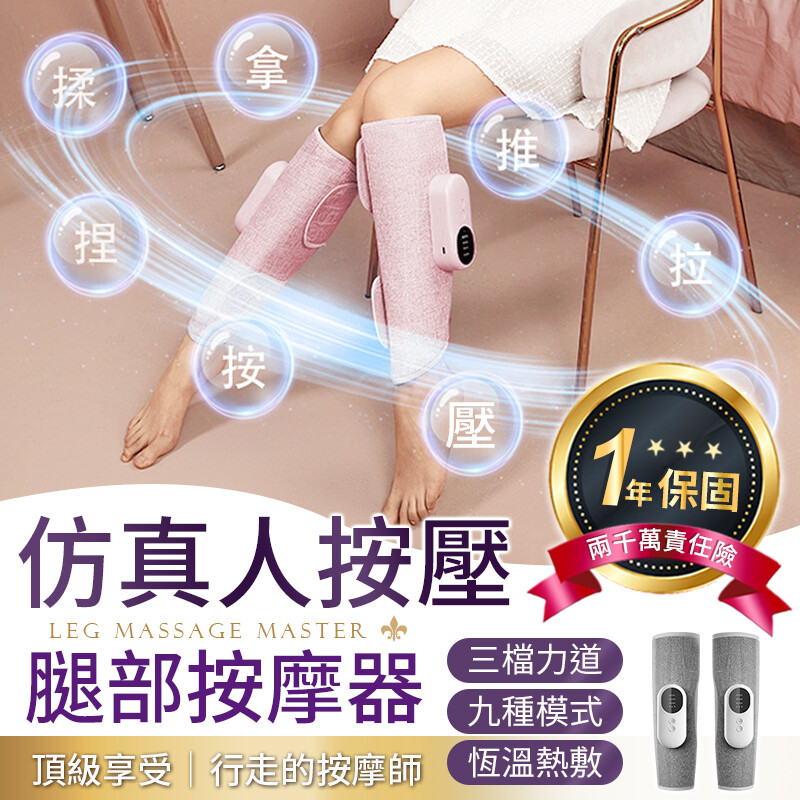 揉
拿
推
捏
拉
按
壓
1年保固
兩千萬責任險
仿真人按壓
LEG MASSAGE MASTER
腿部按摩器
三檔力道
九種模式
恆溫熱敷
頂級享受｜行走的按摩師